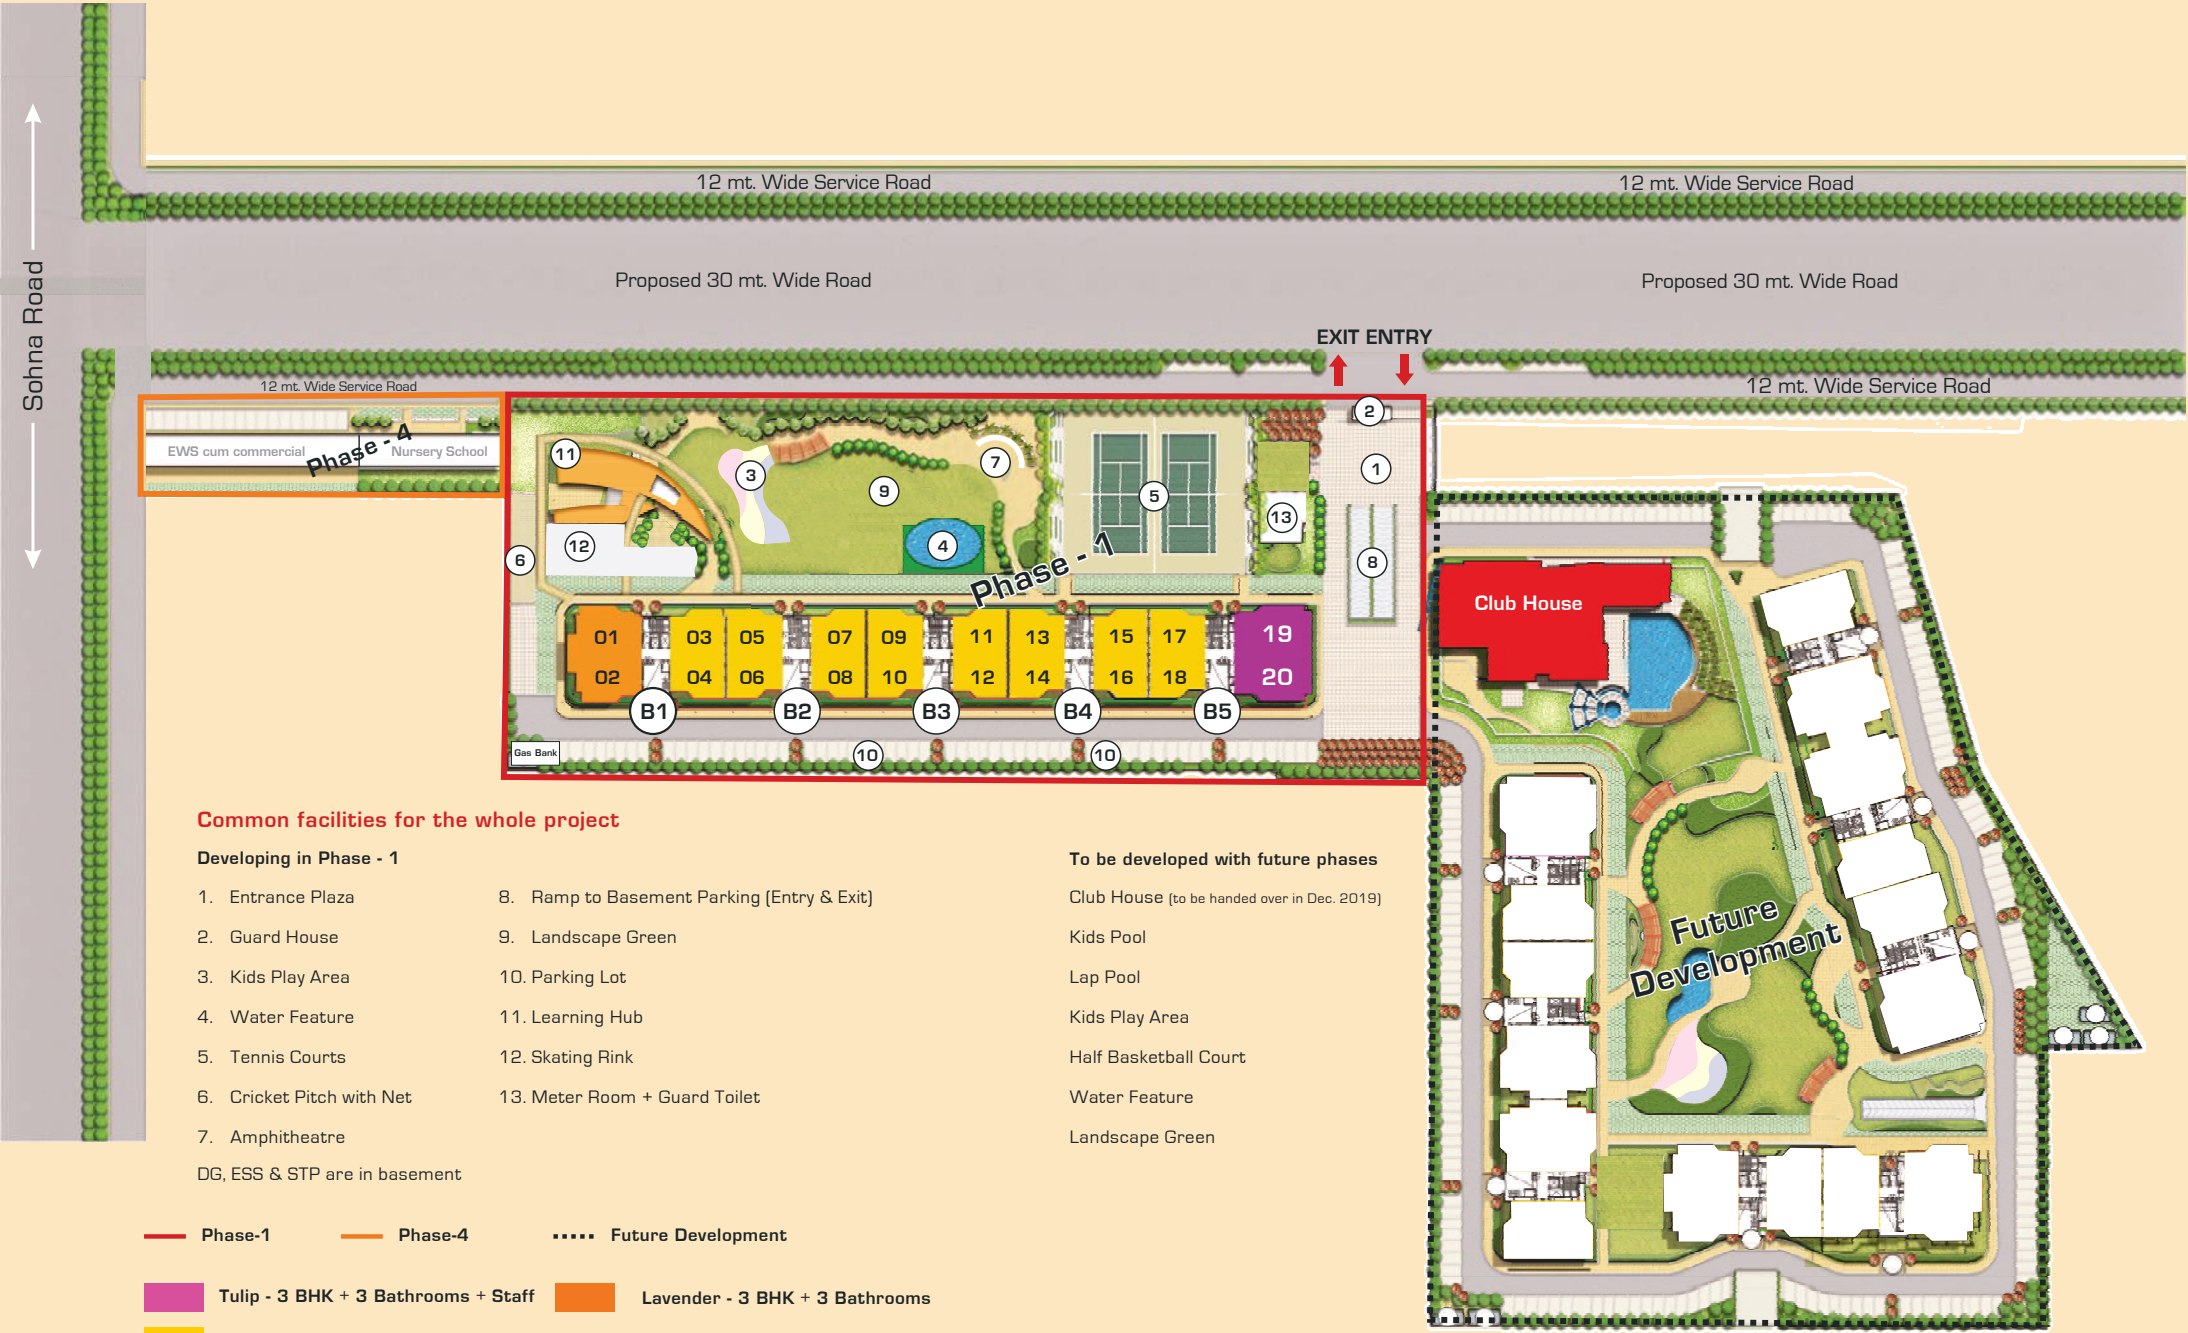 12 mt. Wide Service Road
12 mt. Wide Service Road
Sohna Road
Proposed 30 mt. Wide Road
Proposed 30 mt. Wide Road
EXIT ENTRY
12 mt. Wide Service Road
12 mt. Wide Service Road
EWS cum commercial
Phase - 4
Nursery School
2
11
7
1
3
9
5
13
12
4
6
8
Phase - 1
Club House
01 03 05 07 09 11 13 15 17 19
02 04 06 08 10 12 14 16 18 20
B1 B2 B3 B4 B5
Gas Bank
10
10
Future
Development
Common facilities for the whole project
Developing in Phase - 1
1. Entrance Plaza
2. Guard House
3. Kids Play Area
4. Water Feature
5. Tennis Courts
6. Cricket Pitch with Net
7. Amphitheatre
DG, ESS & STP are in basement
8. Ramp to Basement Parking (Entry & Exit)
9. Landscape Green
10. Parking Lot
11. Learning Hub
12. Skating Rink
13. Meter Room + Guard Toilet
To be developed with future phases
Club House (to be handed over in Dec. 2019)
Kids Pool
Lap Pool
Kids Play Area
Half Basketball Court
Water Feature
Landscape Green
Phase-1
Phase-4
Future Development
Tulip - 3 BHK + 3 Bathrooms + Staff
Lavender - 3 BHK + 3 Bathrooms